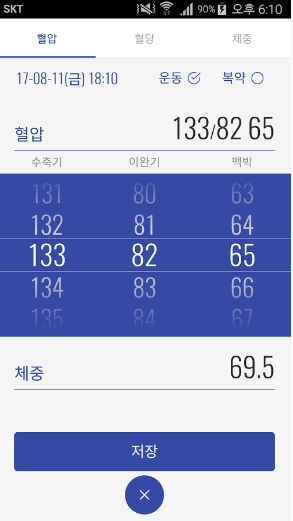 SKT 90% 오후 6:10
혈압 혈당 체중
17-08-11(금) 18:10 운동 복약
혈압 133/82 65
수축기 이완기 맥박
131 80 63
132 81 64
133 82 65
134 83 66
135 84 67
체중 69.5
저장